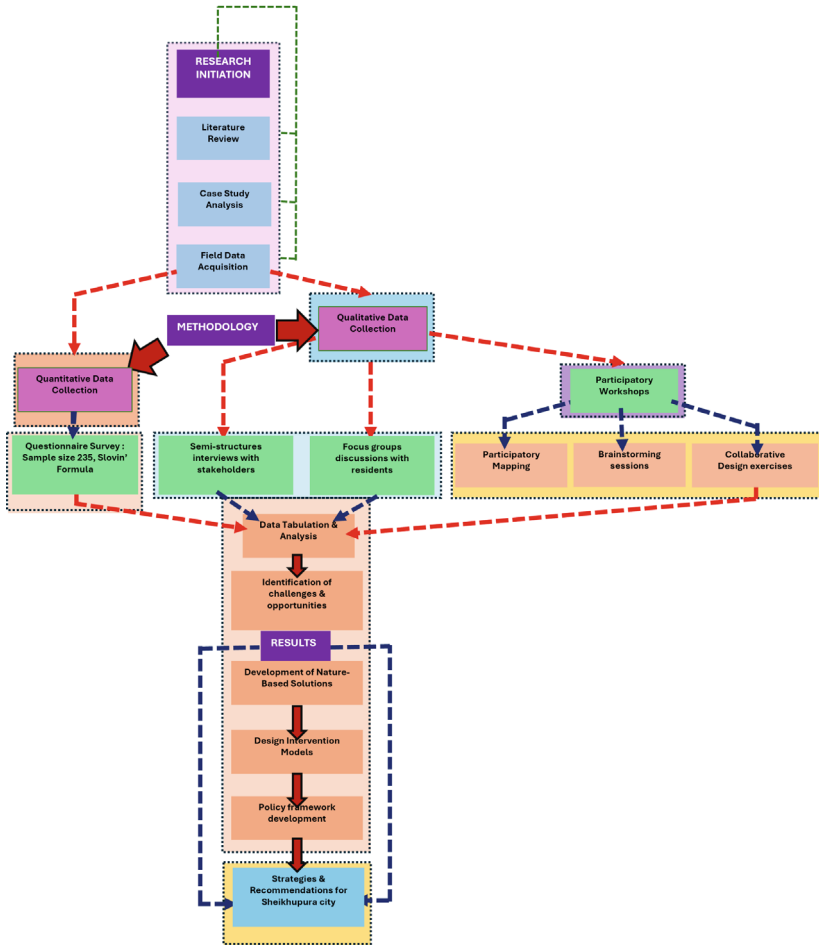 RESEARCH
INITIATION
Literature
Review
Case Study
Analysis
Field Data
Acquisition
METHODOLOGY
Qualitative Data
Collection
Quantitative Data
Collection
Participatory
Workshops
Questionnaire Survey :
Sample size 235, Slovin'
Formula
Semi-structures
interviews with
stakeholders
Focus groups
discussions with
residents
Participatory
Mapping
Brainstorming
sessions
Collaborative
Design exercises
Data Tabulation &
Analysis
Identification of
challenges &
opportunities
RESULTS
Development of Nature-
Based Solutions
Design Intervention
Models
Policy framework
development
Strategies &
Recommendations for
Sheikhupura city